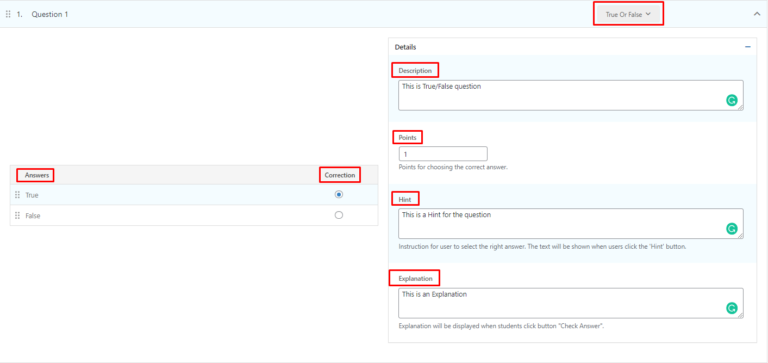 1. Question 1 True Or False
Details
Description
This is True/False question
Points
1
Points for choosing the correct answer.
Answers Correction
True
False
Hint
This is a Hint for the question
Instruction for user to select the right answer. The text will be shown when users click the 'Hint' button.
Explanation
This is an Explanation
Explanation will be displayed when students click button "Check Answer".